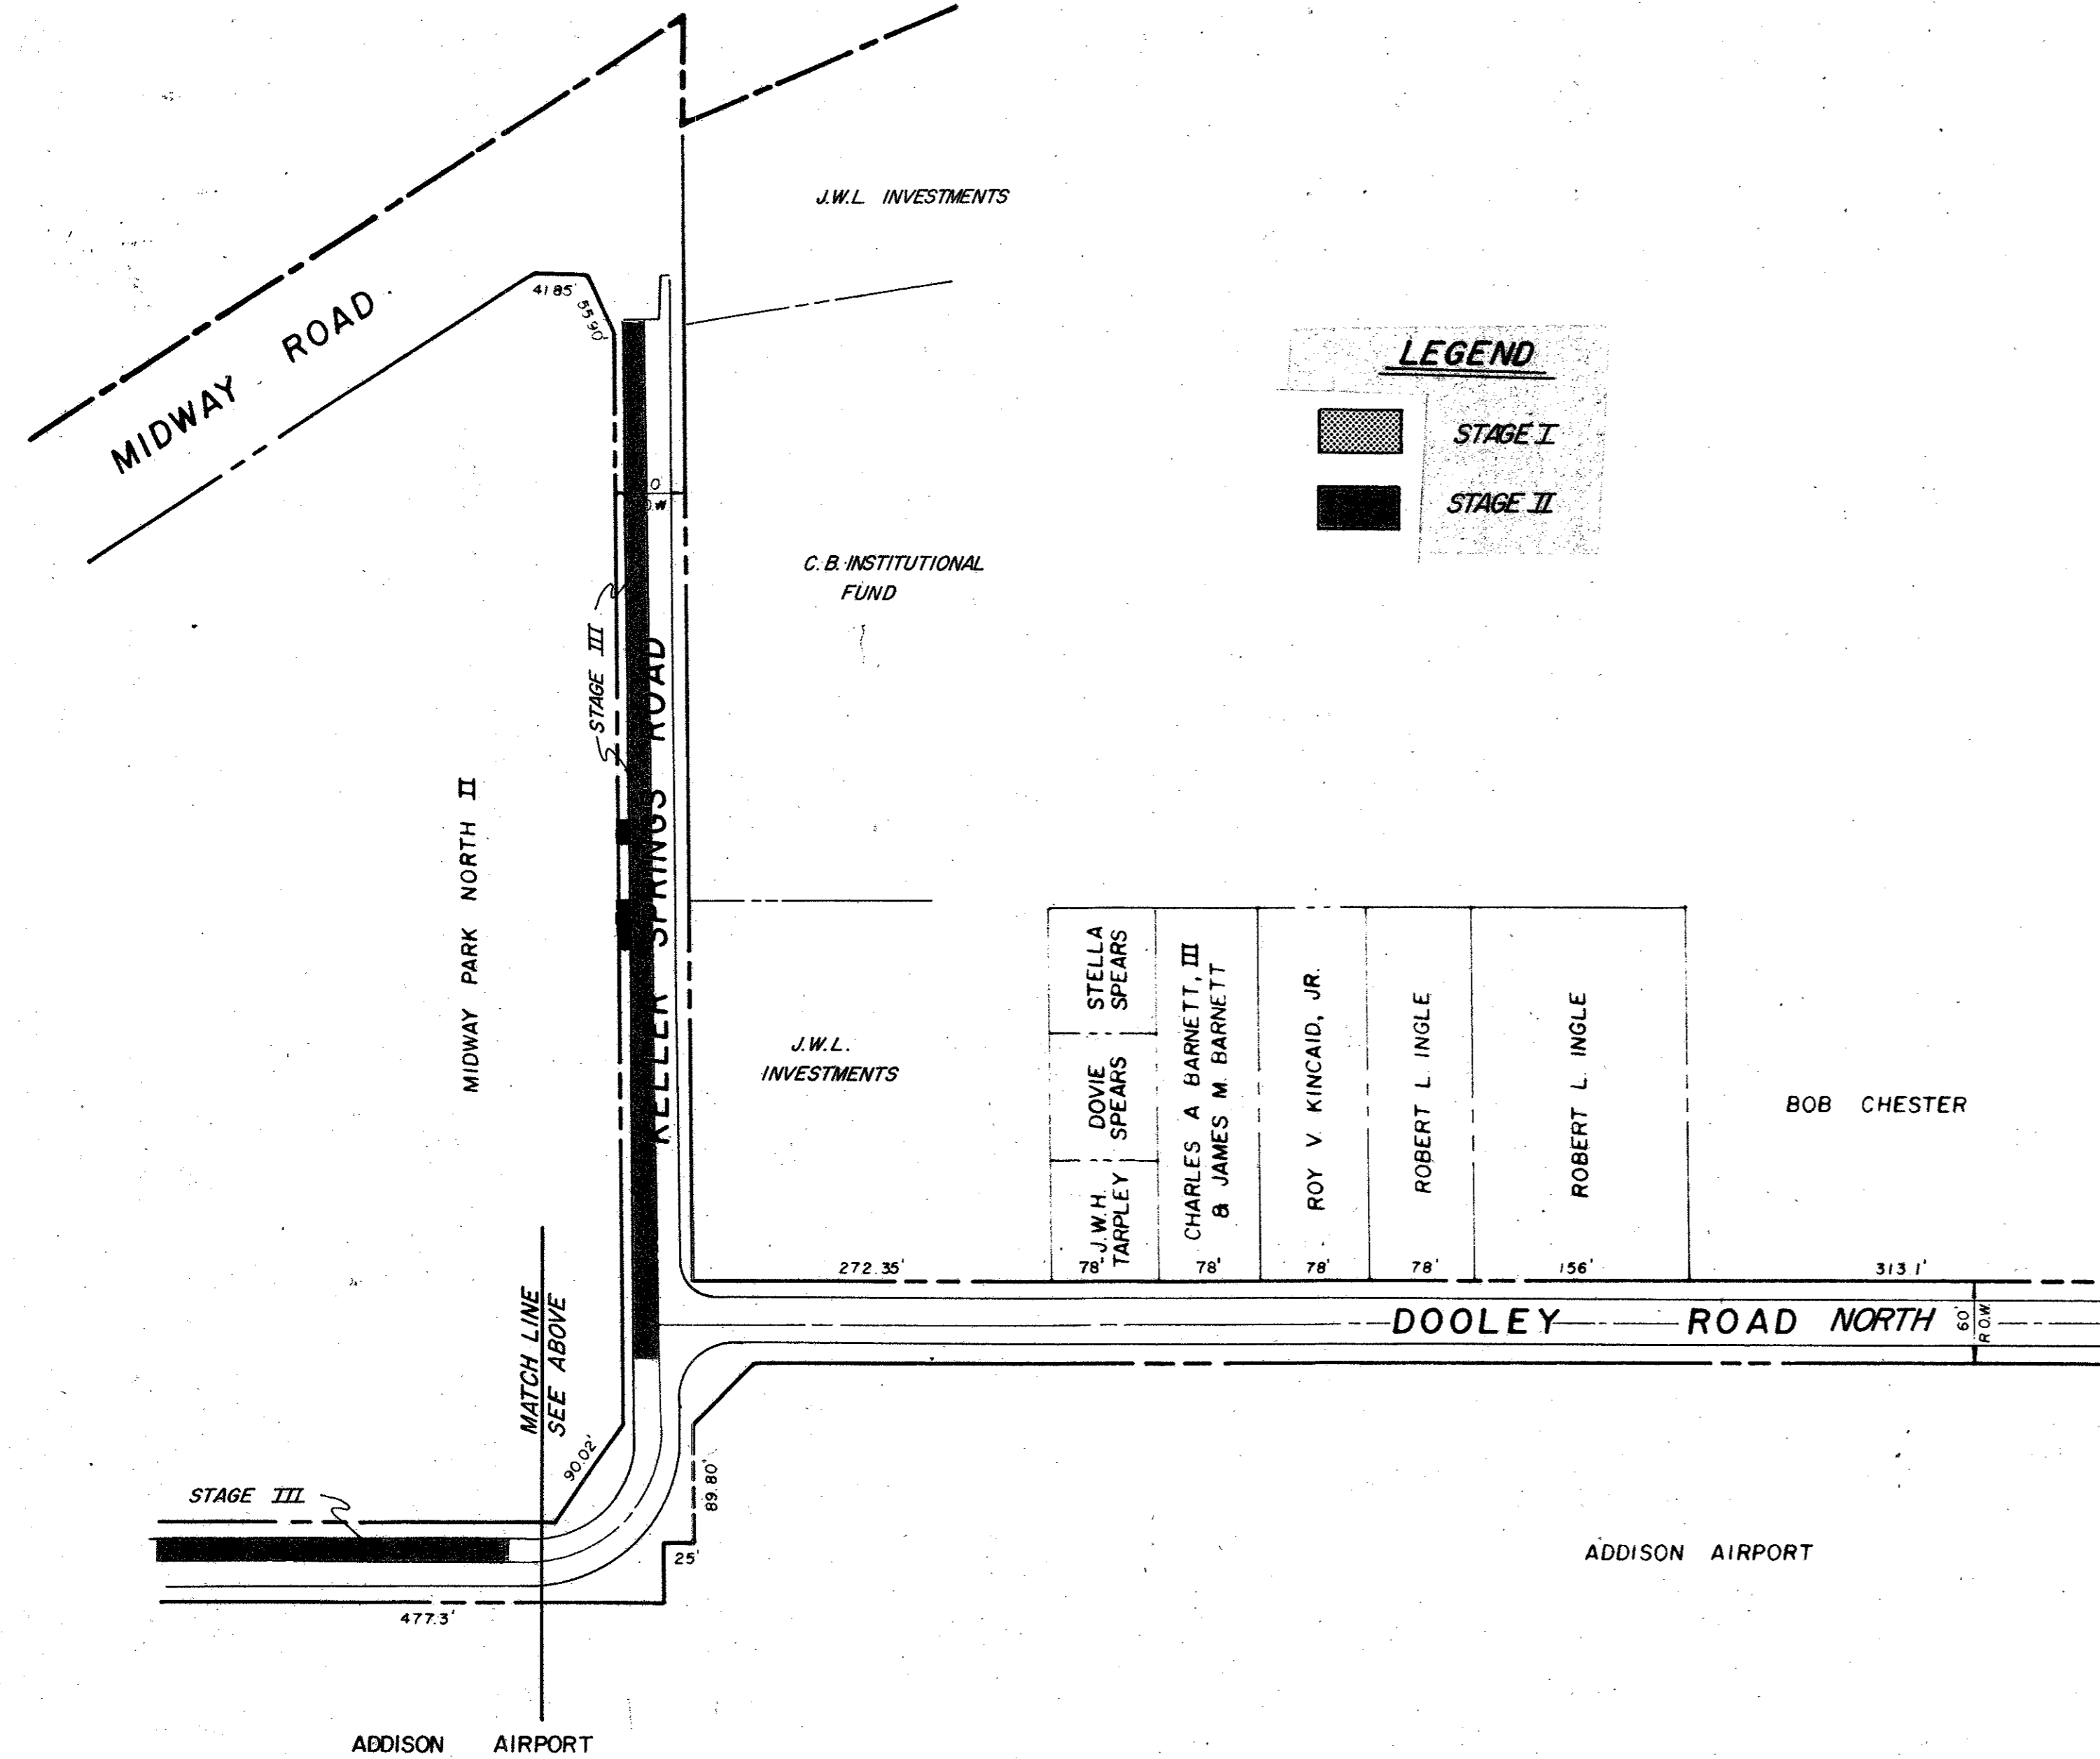 J.W.L. INVESTMENTS
MIDWAY ROAD
41.85'
55.90'
LEGEND
STAGE I
STAGE II
C.B. INSTITUTIONAL
FUND
STAGE III
KELLER SPRINGS ROAD
MIDWAY PARK NORTH II
J.W.L.
INVESTMENTS
STELLA
SPEARS
DOVIE
SPEARS
J.W.H.
TARPLEY
CHARLES A BARNETT, III
& JAMES M. BARNETT
ROY V. KINCAID, JR.
ROBERT L. INGLE
ROBERT L. INGLE
BOB CHESTER
272.35'
78'
78'
78'
78'
156'
313.1'
DOOLEY ROAD NORTH
60'
R.O.W.
MATCH LINE
SEE ABOVE
90.02'
89.80'
STAGE III
25'
477.3'
ADDISON AIRPORT
ADDISON AIRPORT